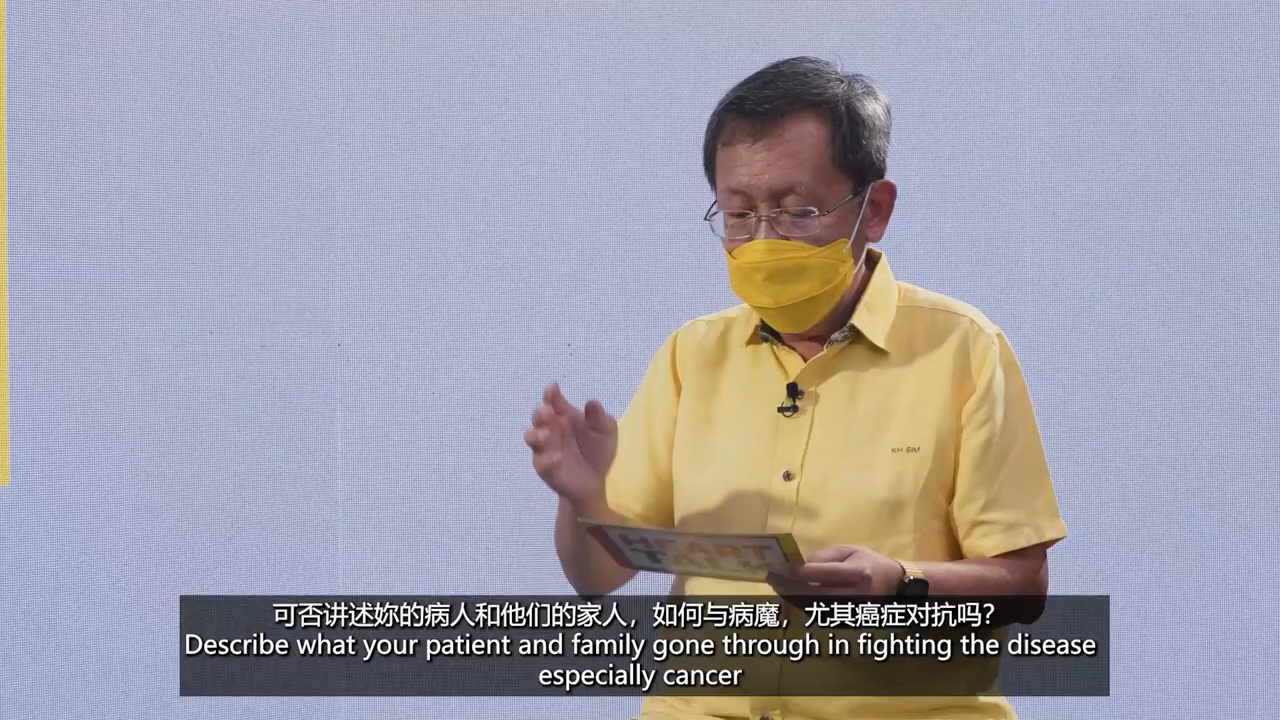 KH SIM
HEART
TALK
可否讲述妳的病人和他们的家人，如何与病魔，尤其癌症对抗吗？
Describe what your patient and family gone through in fighting the disease
especially cancer